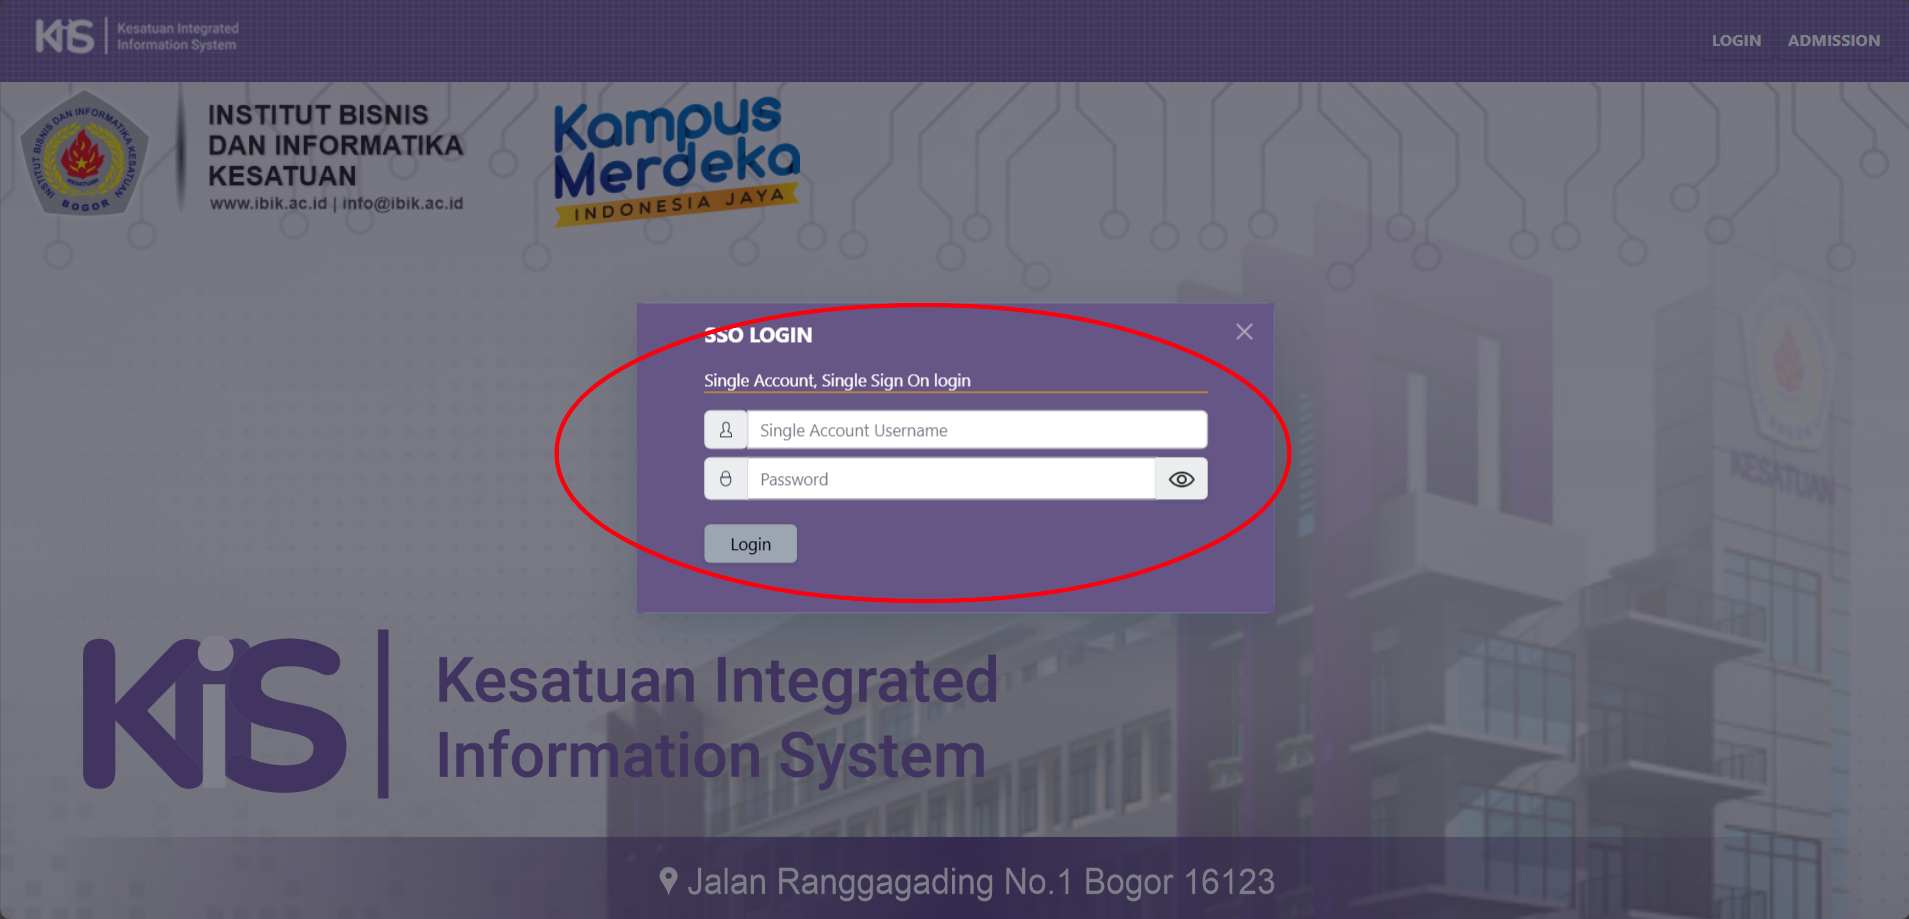 KiS
Kesatuan Integrated
Information System
LOGIN
ADMISSION
INSTITUT BISNIS DAN INFORMATIKA KESATUAN
BOGOR
KESATUAN
INSTITUT BISNIS
DAN INFORMATIKA
KESATUAN
www.ibik.ac.id | info@ibik.ac.id
Kampus
Merdeka
INDONESIA JAYA
SSO LOGIN
Single Account, Single Sign On login
Single Account Username
Password
Login
BOGOR
KESATUAN
KiS
Kesatuan Integrated
Information System
Jalan Ranggagading No.1 Bogor 16123